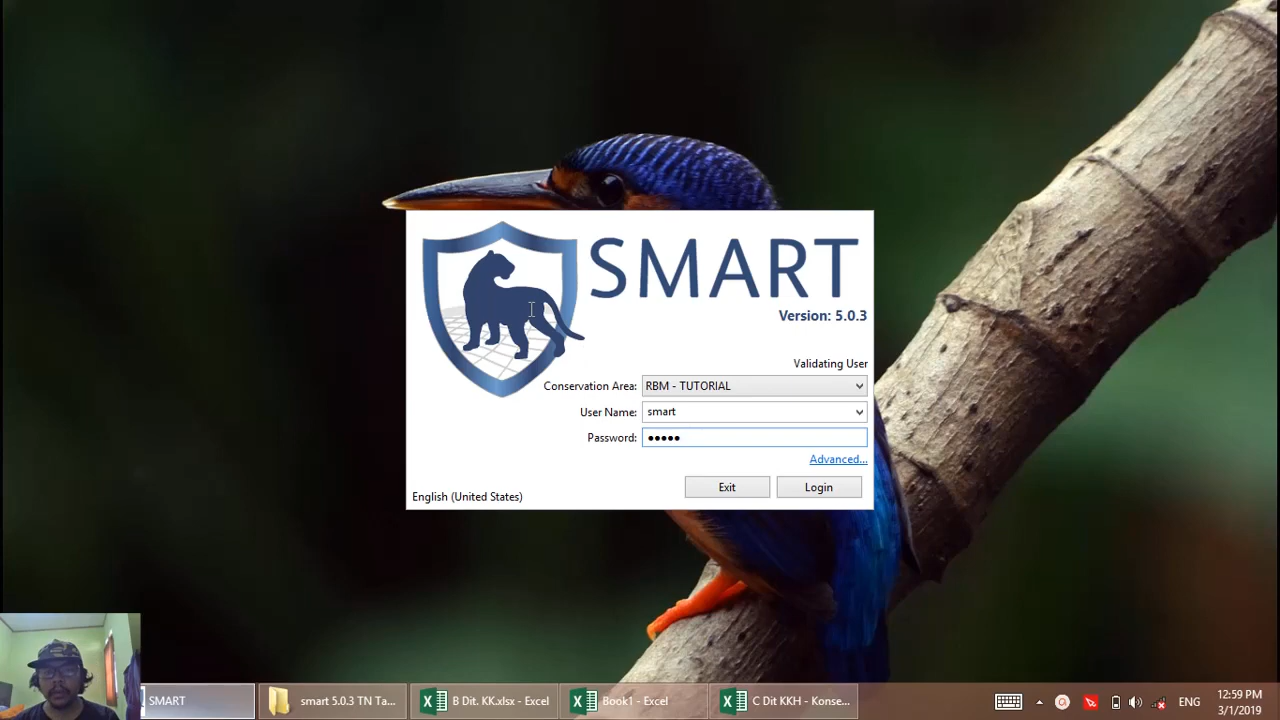 SMART
Version: 5.0.3
Validating User
Conservation Area: RBM - TUTORIAL
User Name: smart
Password: ●●●●●
Advanced...
Exit Login
English (United States)
SMART smart 5.0.3 TN Ta... B Dit. KK.xlsx - Excel Book1 - Excel C Dit KKH - Konse... ENG 12:59 PM
3/1/2019